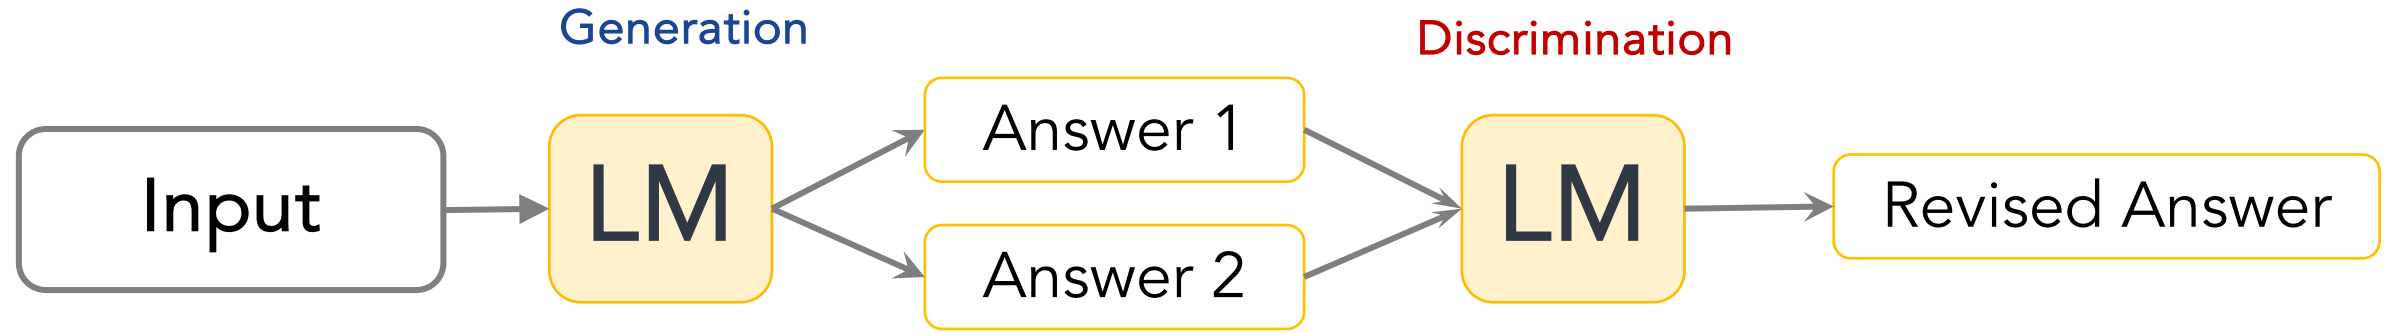 Generation
Discrimination
Input
LM
Answer 1
Answer 2
LM
Revised Answer